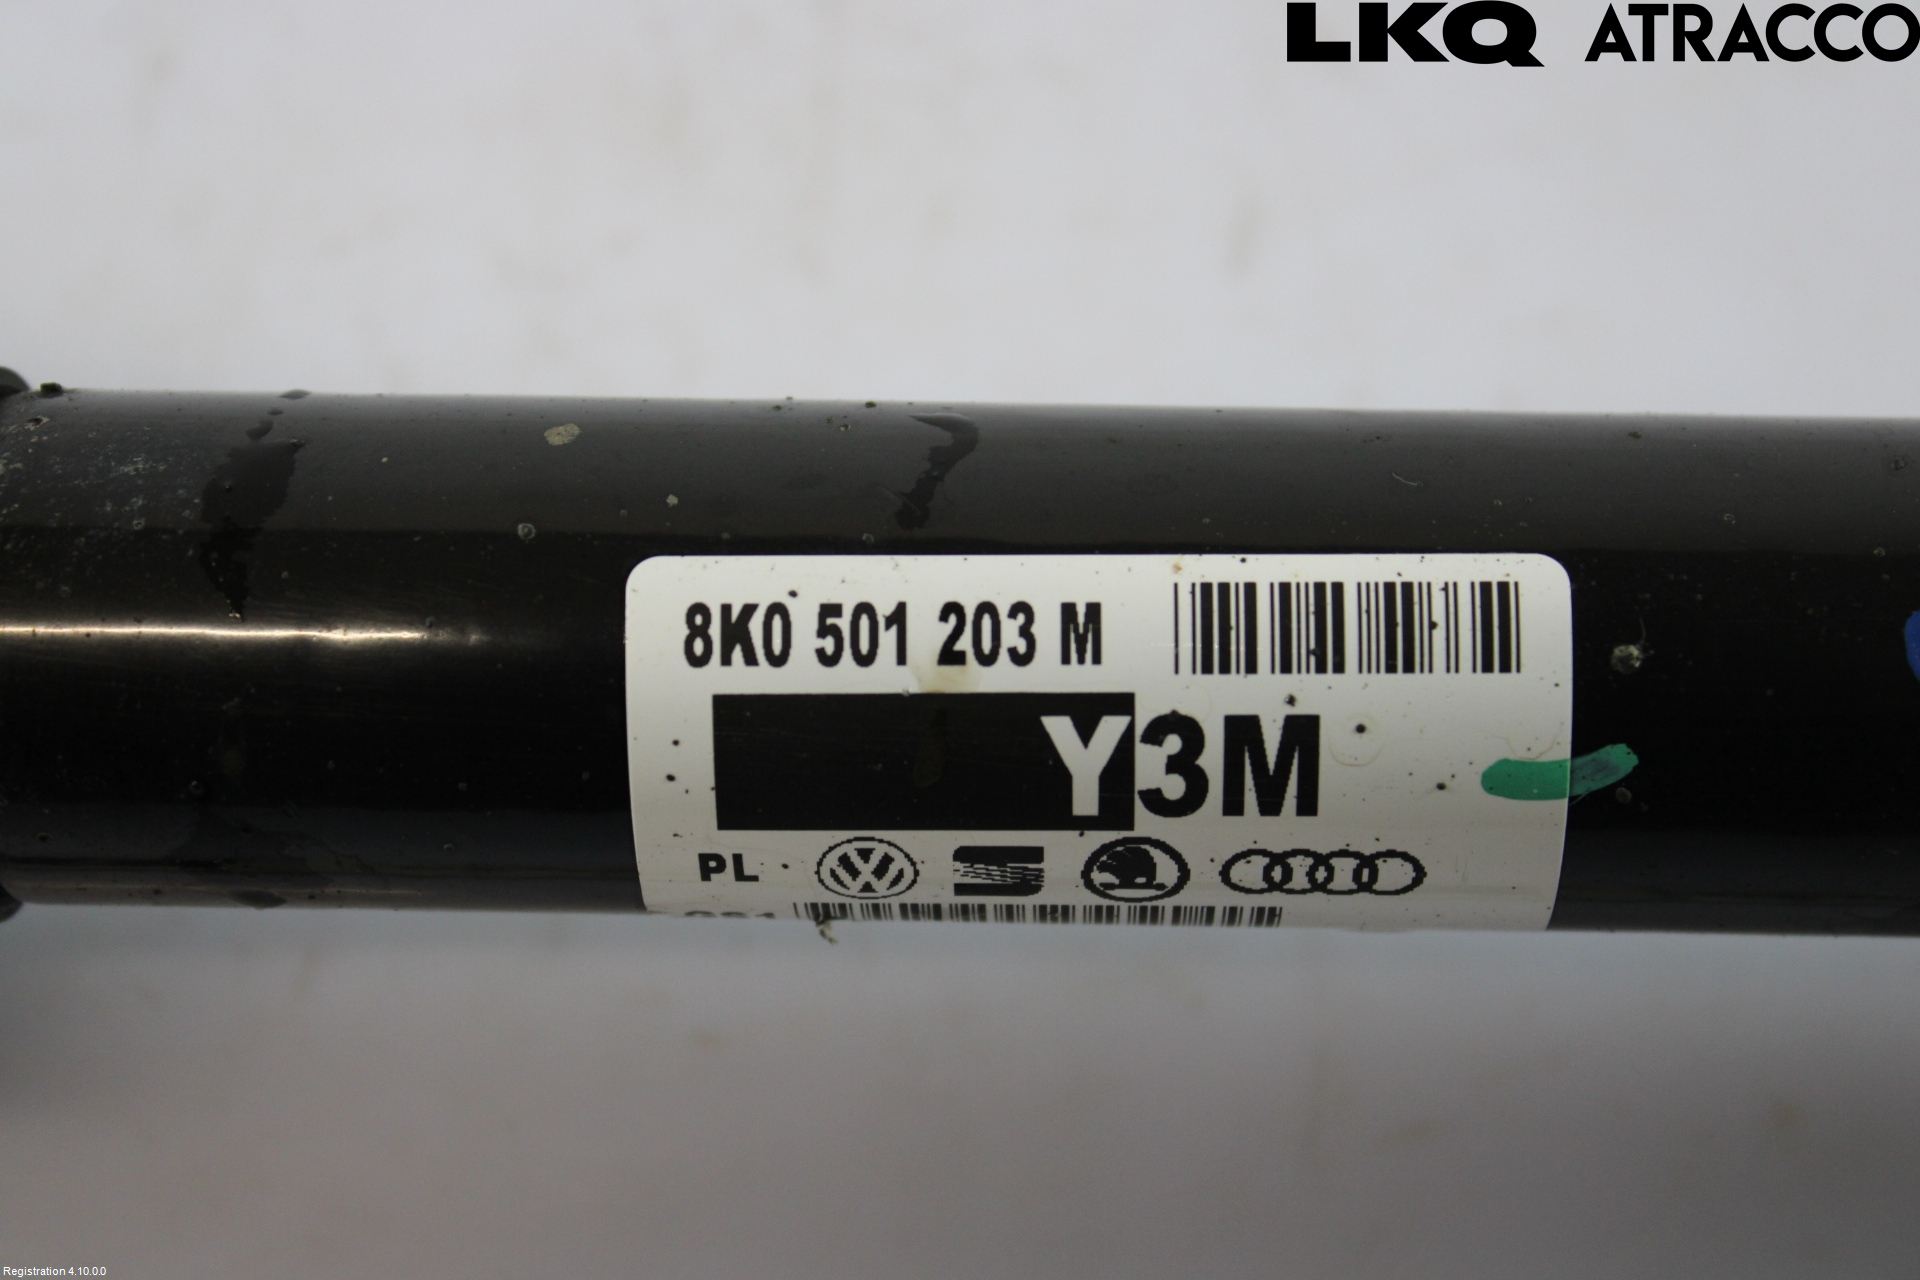 LKQ ATRACCO
8K0 501 203 M
Y3M
PL
Registration 4.10.0.0